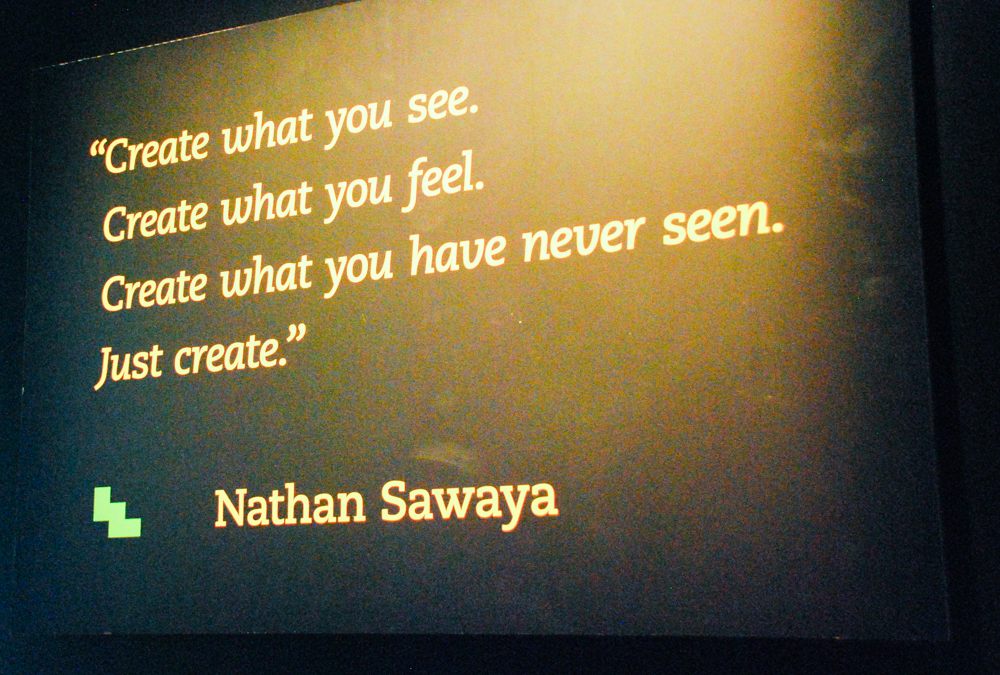 “Create what you see.
Create what you feel.
Create what you have never seen.
Just create.”
Nathan Sawaya